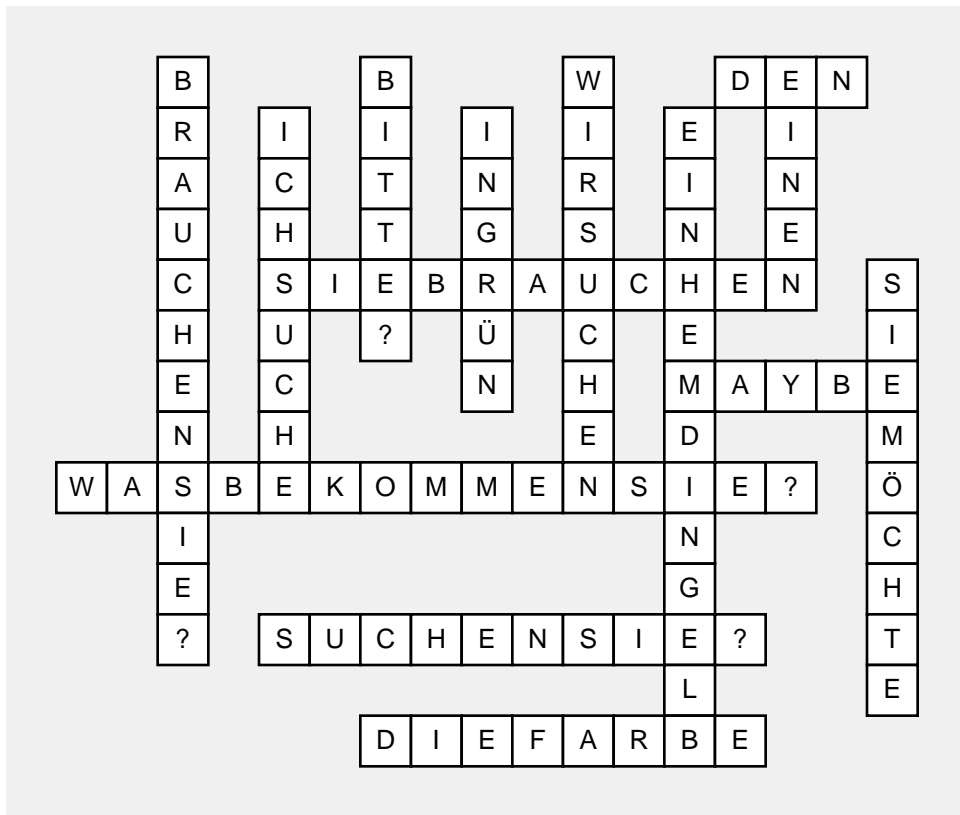 BRAUCHENSIE?
BITTE?
WIRSUCHEN
DEN
EINEN
ICHSUCHE
INGRÜN
EINHEMDINGELB
SIEBRAUCHEN
SIEMÖCHTE
MAYBE
WASBEKOMMENSIE?
SUCHENSIE?
DIEFARBE